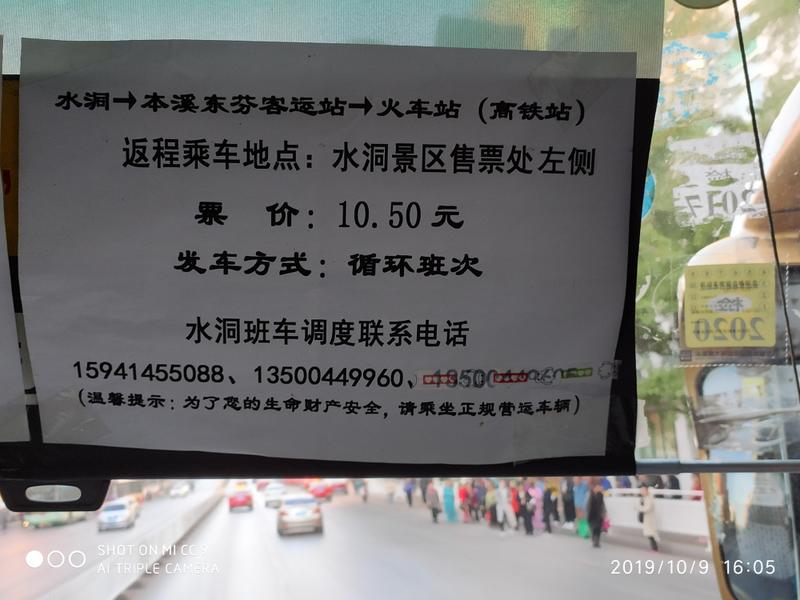 水洞→本溪东芬客运站→火车站（高铁站）
返程乘车地点：水洞景区售票处左侧
票 价：10.50元
发车方式：循环班次
水洞班车调度联系电话
15941455088、13500449960、
（温馨提示：为了您的生命财产安全，请乘坐正规营运车辆）
2017
检
2020
SHOT ON MI CC 9
AI TRIPLE CAMERA
2019/10/9 16:05